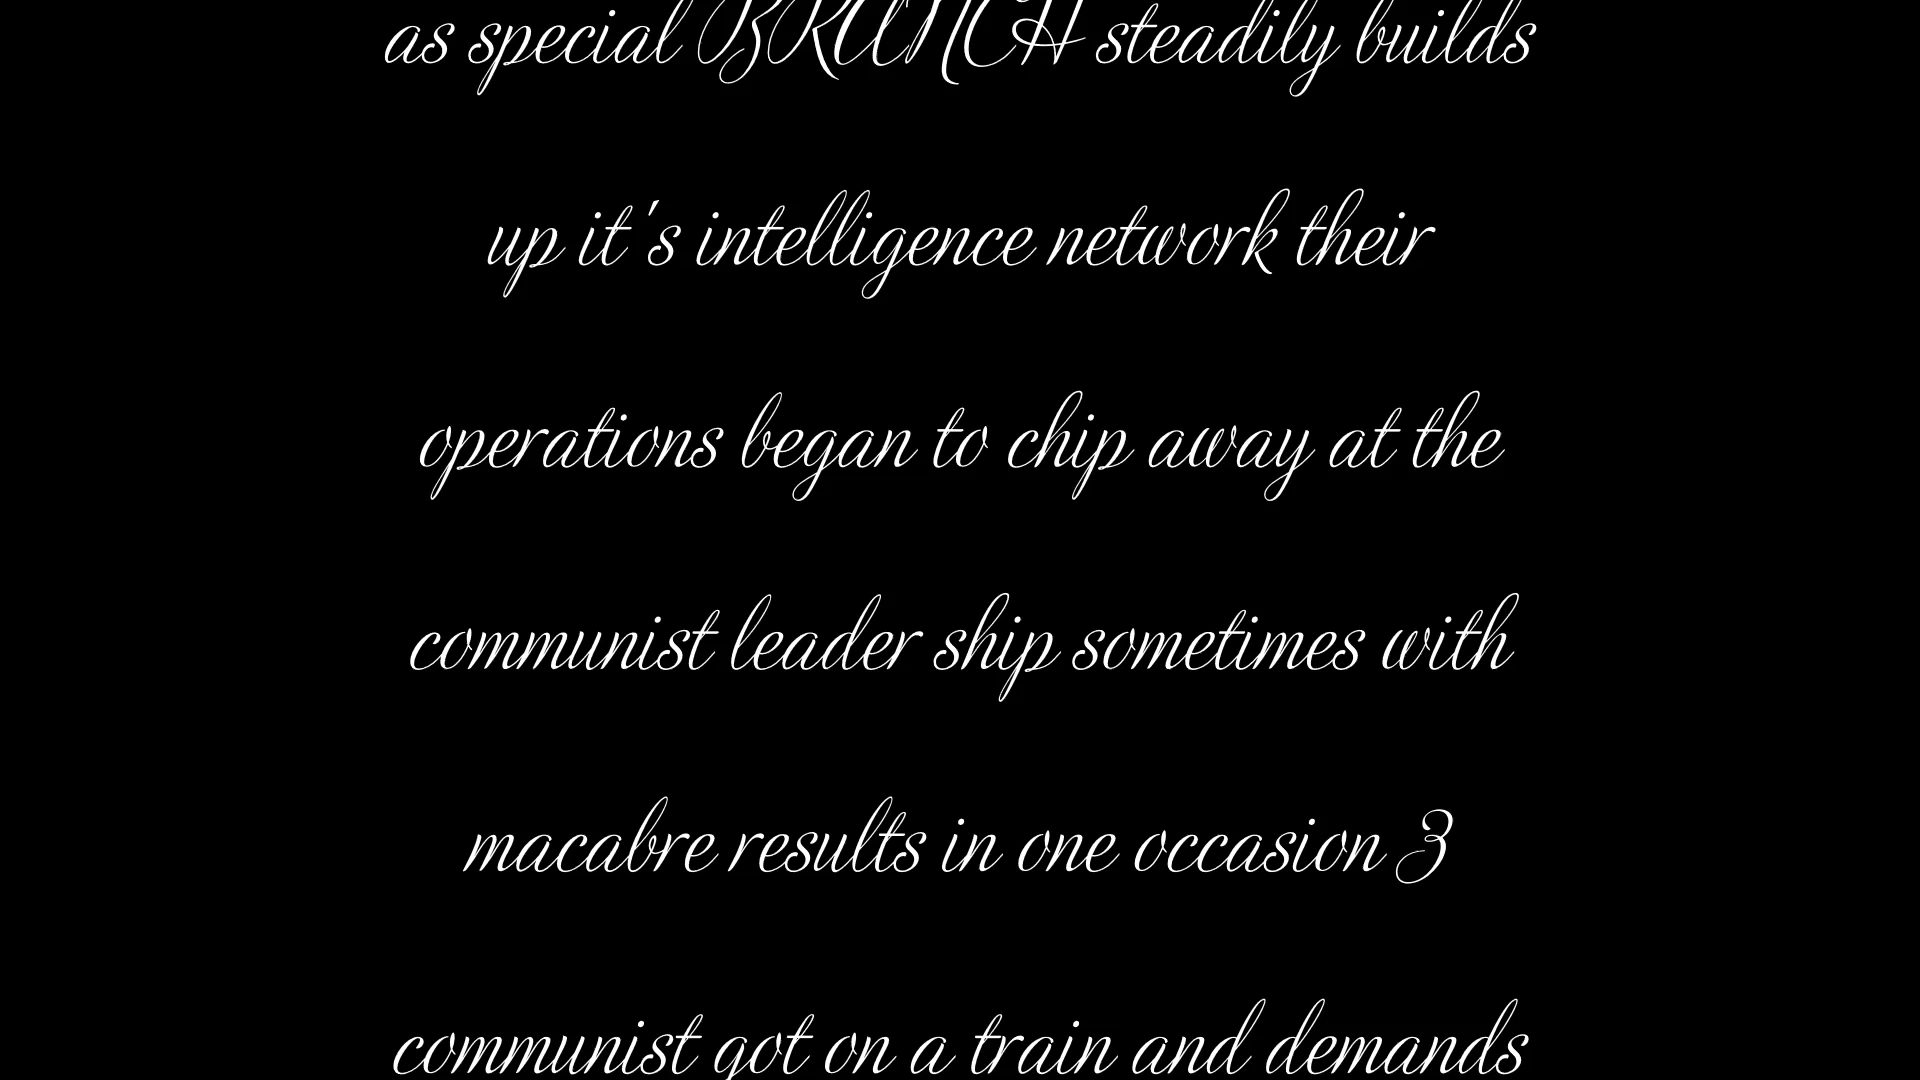 as special BRANCH steadily builds
up it's intelligence network their
operations began to chip away at the
communist leader ship sometimes with
macabre results in one occasion 3
communist got on a train and demands